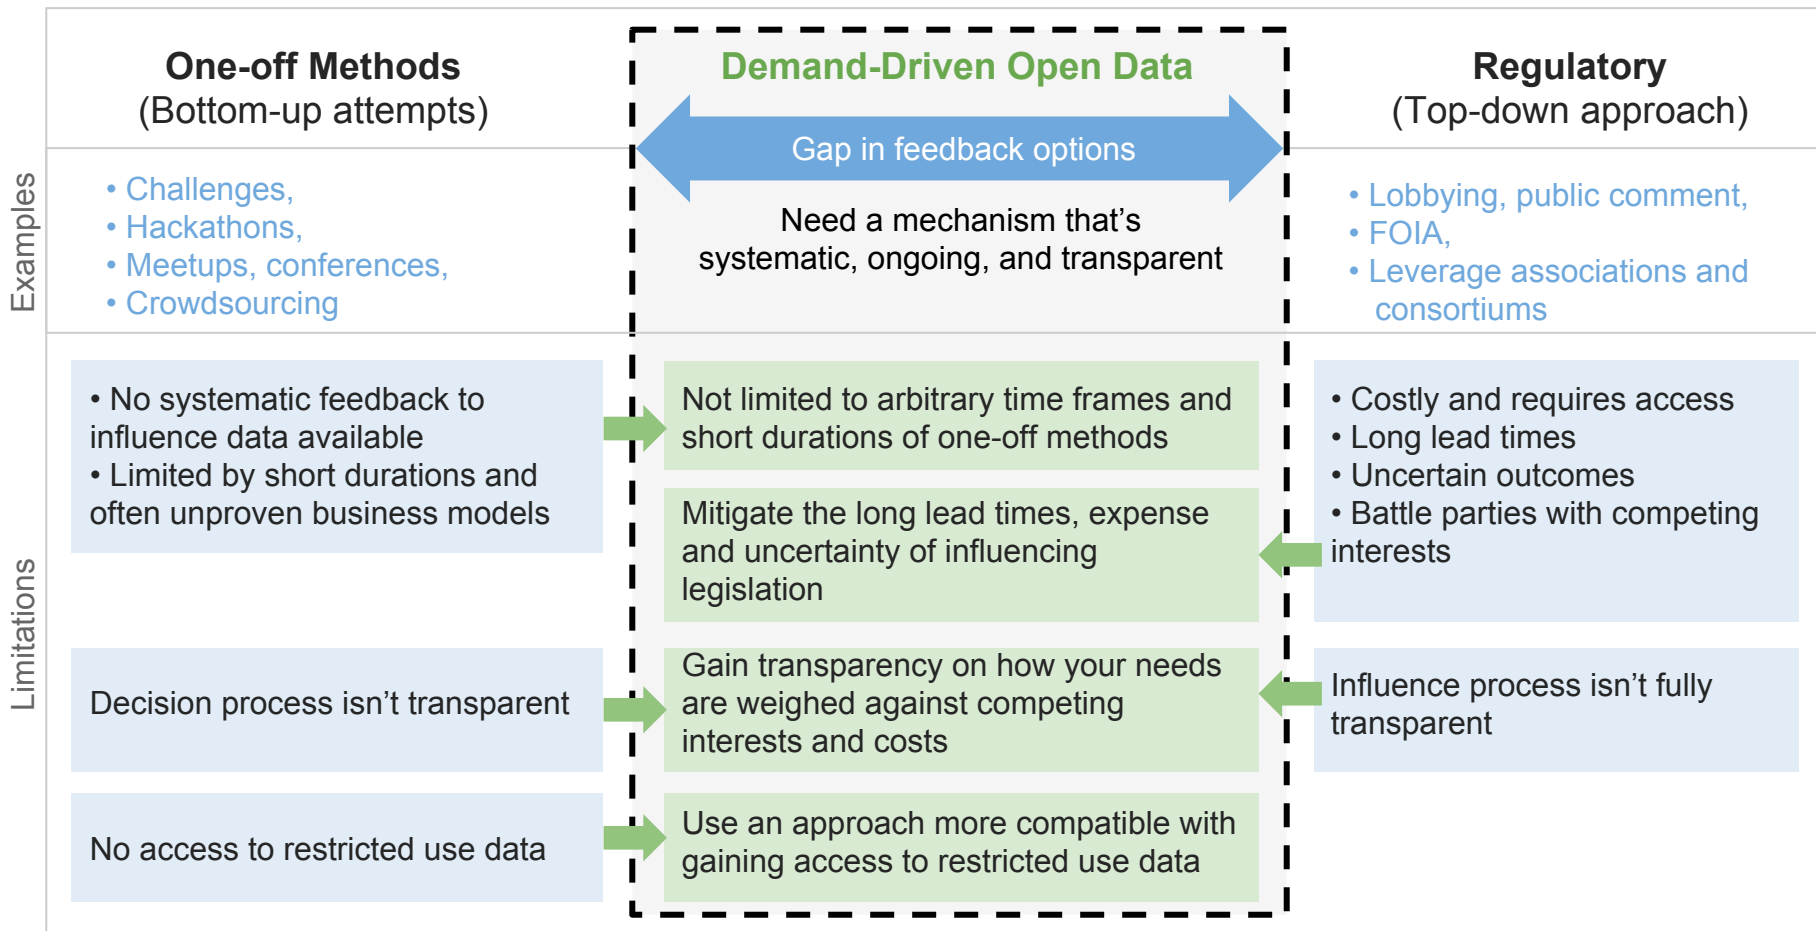 One-off Methods
(Bottom-up attempts)
Demand-Driven Open Data
Gap in feedback options
Regulatory
(Top-down approach)
Examples
• Challenges,
• Hackathons,
• Meetups, conferences,
• Crowdsourcing
Need a mechanism that’s
systematic, ongoing, and transparent
• Lobbying, public comment,
• FOIA,
• Leverage associations and
consortiums
Limitations
• No systematic feedback to
influence data available
• Limited by short durations and
often unproven business models
Not limited to arbitrary time frames and
short durations of one-off methods
Mitigate the long lead times, expense
and uncertainty of influencing
legislation
• Costly and requires access
• Long lead times
• Uncertain outcomes
• Battle parties with competing
interests
Decision process isn’t transparent
Gain transparency on how your needs
are weighed against competing
interests and costs
Influence process isn’t fully
transparent
No access to restricted use data
Use an approach more compatible with
gaining access to restricted use data